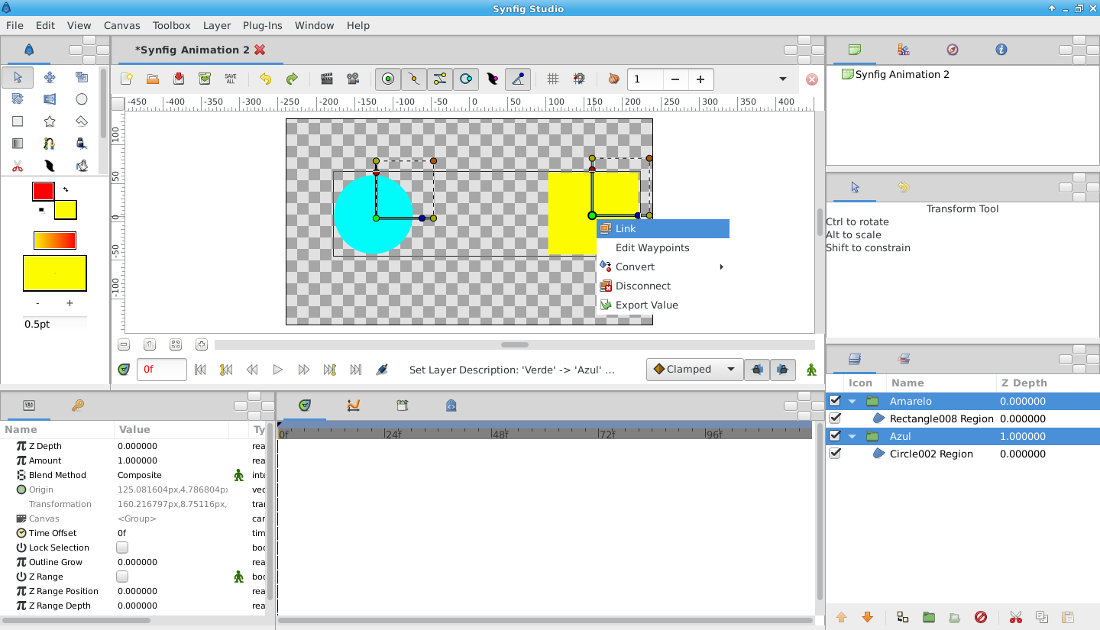 Synfig Studio
File Edit View Canvas Toolbox Layer Plug-Ins Window Help
*Synfig Animation 2
SAVE ALL
1
-450 -400 -350 -300 -250 -200 -150 -100 -50 0 50 100 150 200 250 300 350 400
100
50
0
-50
-100
Link
Edit Waypoints
Convert
Disconnect
Export Value
- +
0.5pt
0f
Set Layer Description: 'Verde' -> 'Azul' ...
Clamped
Synfig Animation 2
Transform Tool
Ctrl to rotate
Alt to scale
Shift to constrain
Icon Name Z Depth
Amarelo 0.000000
Rectangle008 Region 0.000000
Azul 1.000000
Circle002 Region 0.000000
Name Value Ty
Z Depth 0.000000 rea
Amount 1.000000 rea
Blend Method Composite inte
Origin 125.081604px,4.786804px vec
Transformation 160.216797px,8.75116px, tran
Canvas <Group> can
Time Offset 0f time
Lock Selection boo
Outline Grow 0.000000 rea
Z Range boo
Z Range Position 0.000000 rea
Z Range Depth 0.000000 rea
0f 24f 48f 72f 96f